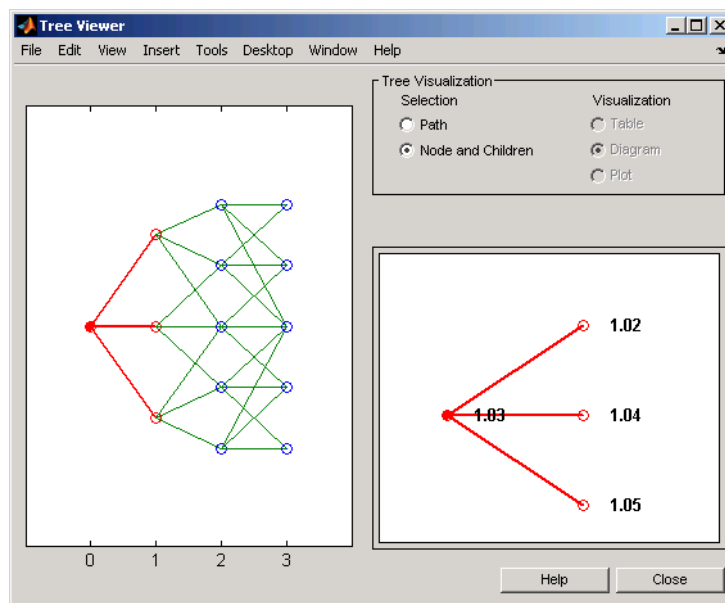 Tree Viewer
File Edit View Insert Tools Desktop Window Help
Tree Visualization
Selection Visualization
Path Table
Node and Children Diagram
Plot
1.02
1.03 1.04
1.05
0 1 2 3
Help Close